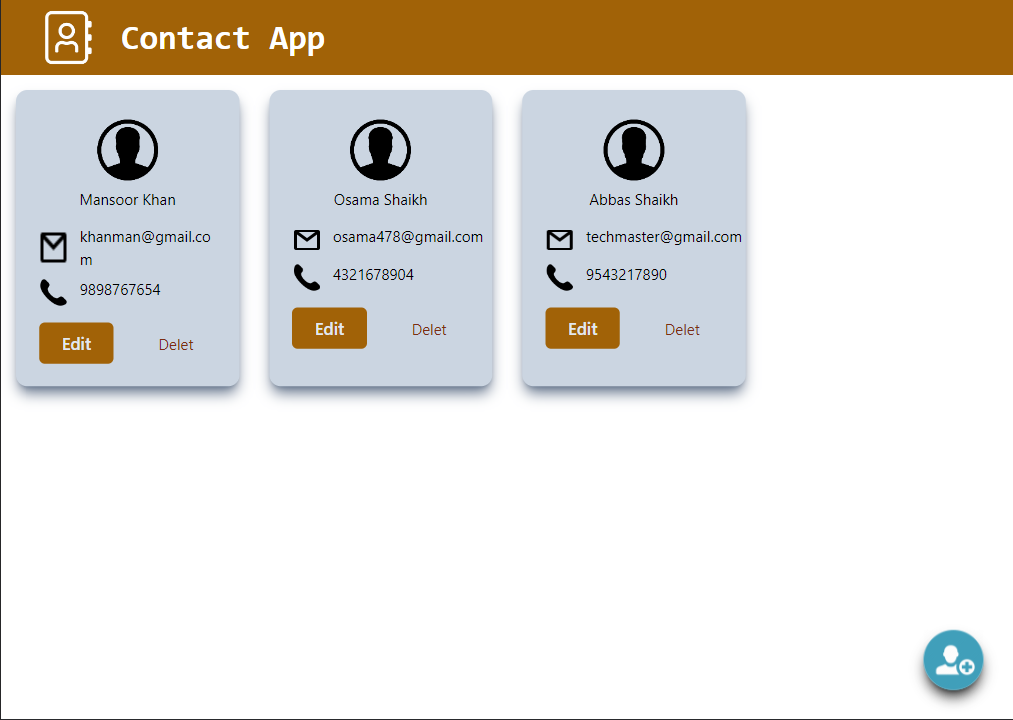 Contact App
Mansoor Khan
khanman@gmail.co
m
9898767654
Edit Delet
Osama Shaikh
osama478@gmail.com
4321678904
Edit Delet
Abbas Shaikh
techmaster@gmail.com
9543217890
Edit Delet